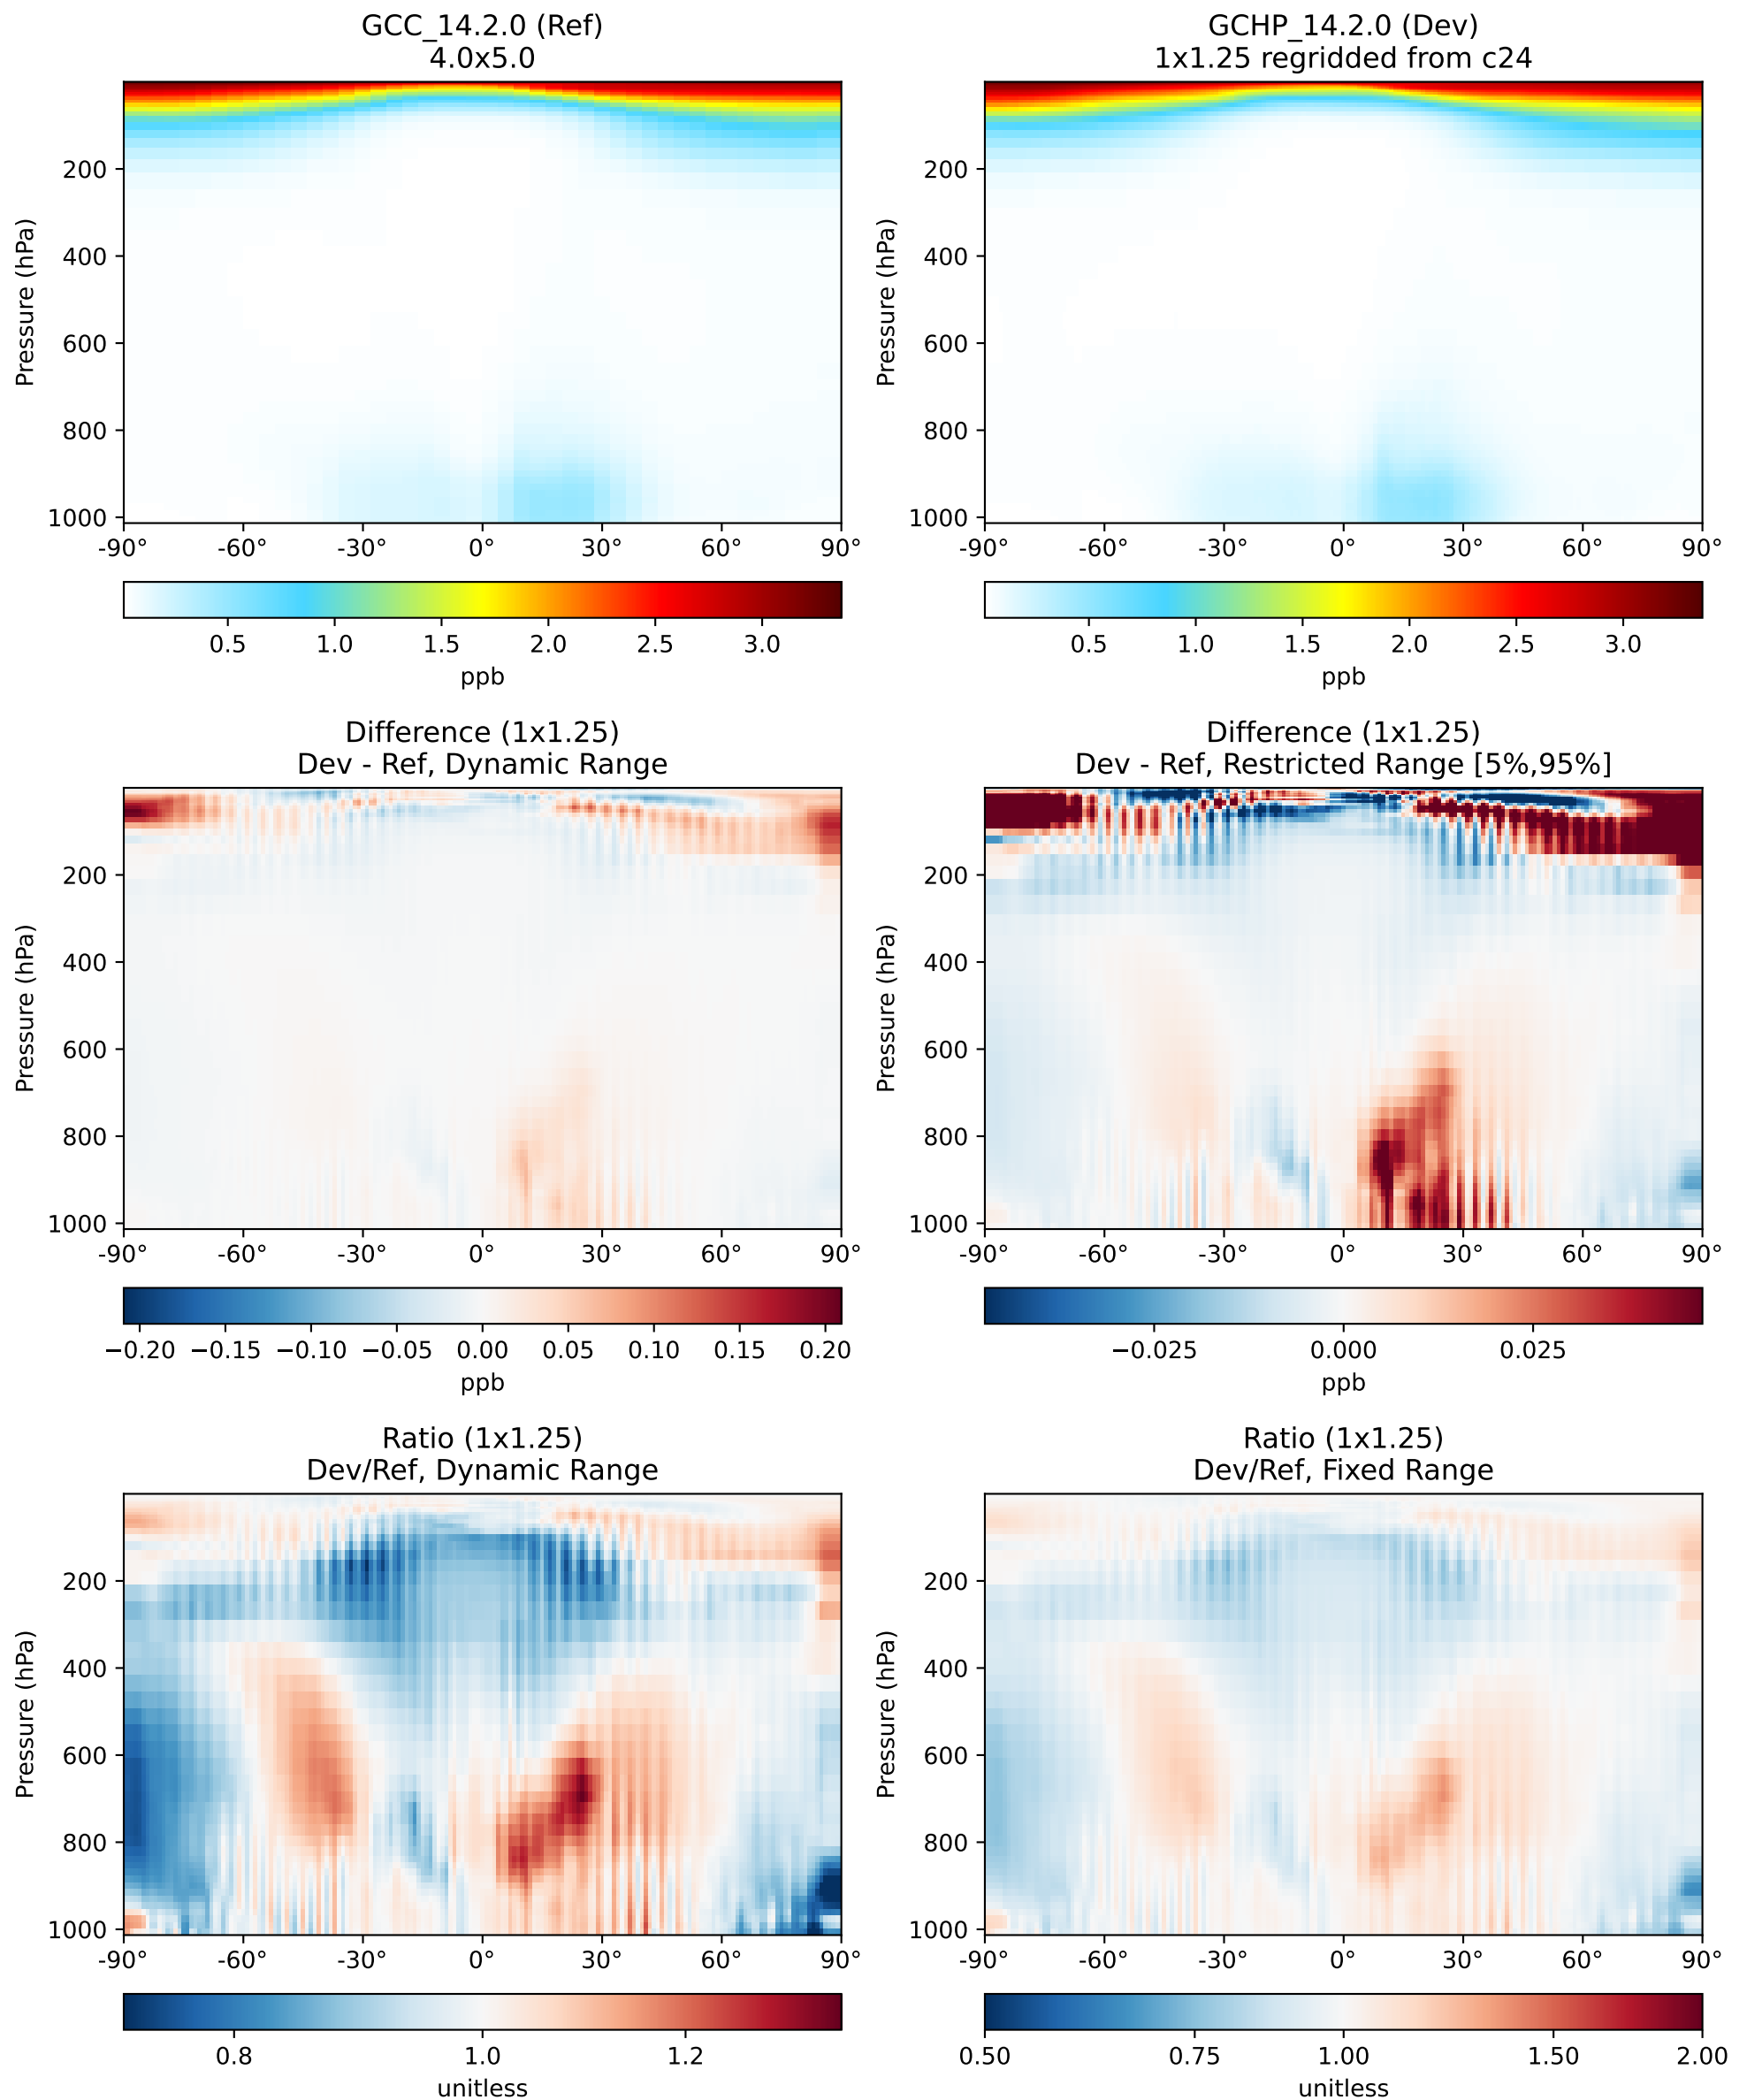 GCC_14.2.0 (Ref)
4.0x5.0
Pressure (hPa)
200
400
600
800
1000
-90° -60° -30° 0° 30° 60° 90°
0.5 1.0 1.5 2.0 2.5 3.0
ppb
GCHP_14.2.0 (Dev)
1x1.25 regridded from c24
Pressure (hPa)
200
400
600
800
1000
-90° -60° -30° 0° 30° 60° 90°
0.5 1.0 1.5 2.0 2.5 3.0
ppb
Difference (1x1.25)
Dev - Ref, Dynamic Range
Pressure (hPa)
200
400
600
800
1000
-90° -60° -30° 0° 30° 60° 90°
−0.20 −0.15 −0.10 −0.05 0.00 0.05 0.10 0.15 0.20
ppb
Difference (1x1.25)
Dev - Ref, Restricted Range [5%,95%]
Pressure (hPa)
200
400
600
800
1000
-90° -60° -30° 0° 30° 60° 90°
−0.025 0.000 0.025
ppb
Ratio (1x1.25)
Dev/Ref, Dynamic Range
Pressure (hPa)
200
400
600
800
1000
-90° -60° -30° 0° 30° 60° 90°
0.8 1.0 1.2
unitless
Ratio (1x1.25)
Dev/Ref, Fixed Range
Pressure (hPa)
200
400
600
800
1000
-90° -60° -30° 0° 30° 60° 90°
0.50 0.75 1.00 1.50 2.00
unitless